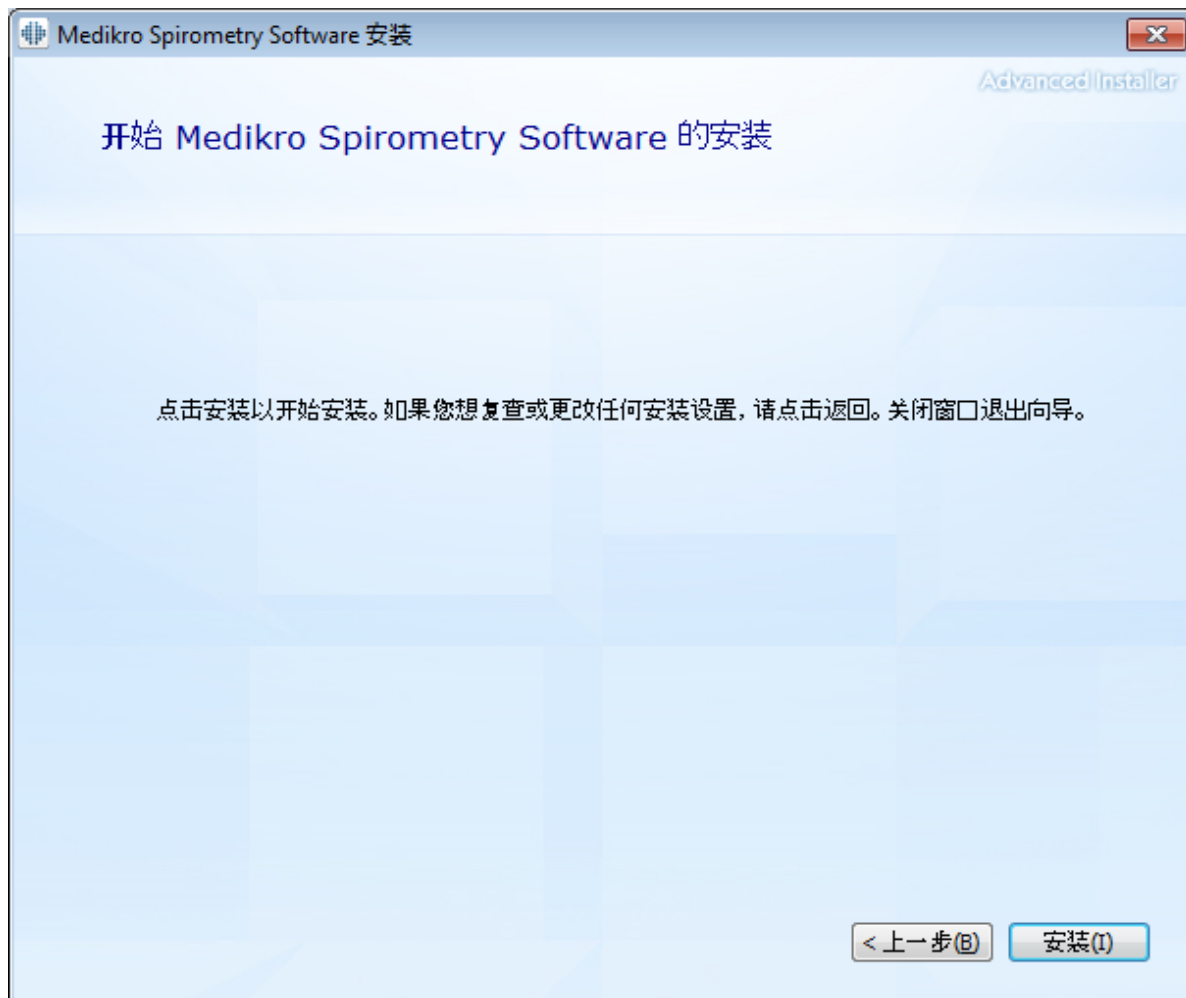 Medikro Spirometry Software 安装
Advanced Installer
开始 Medikro Spirometry Software 的安装
点击安装以开始安装。如果您想复查或更改任何安装设置，请点击返回。关闭窗口退出向导。
< 上一步(B)
安装(I)